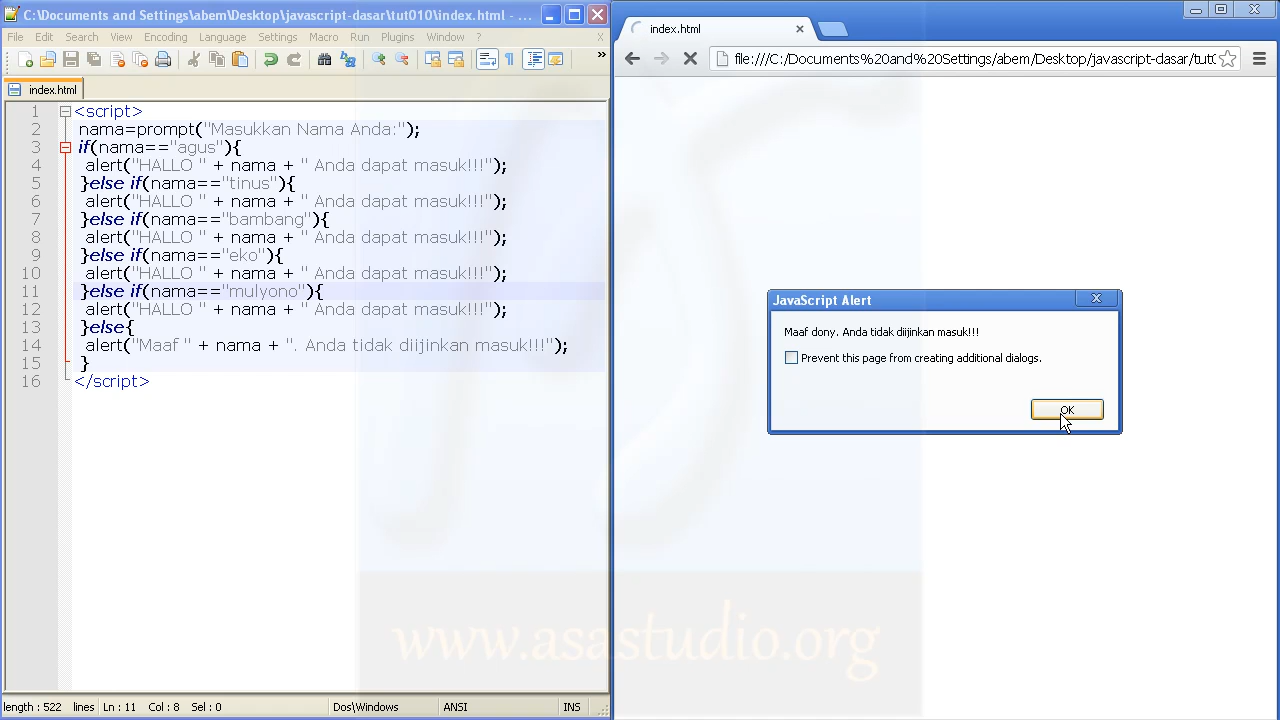 C:\Documents and Settings\abem\Desktop\javascript-dasar\tut010\index.html - ...
File Edit Search View Encoding Language Settings Macro Run Plugins Window ? X
»
index.html
1 <script>
2 nama=prompt("Masukkan Nama Anda:");
3 if(nama=="agus"){
4 alert("HALLO " + nama + " Anda dapat masuk!!!");
5 }else if(nama=="tinus"){
6 alert("HALLO " + nama + " Anda dapat masuk!!!");
7 }else if(nama=="bambang"){
8 alert("HALLO " + nama + " Anda dapat masuk!!!");
9 }else if(nama=="eko"){
10 alert("HALLO " + nama + " Anda dapat masuk!!!");
11 }else if(nama=="mulyono"){
12 alert("HALLO " + nama + " Anda dapat masuk!!!");
13 }else{
14 alert("Maaf " + nama + ". Anda tidak diijinkan masuk!!!");
15 }
16 </script>
length : 522 lines Ln : 11 Col : 8 Sel : 0 Dos\Windows ANSI INS
index.html
file:///C:/Documents%20and%20Settings/abem/Desktop/javascript-dasar/tut0
JavaScript Alert
Maaf dony. Anda tidak diijinkan masuk!!!
Prevent this page from creating additional dialogs.
OK
www.asastudio.org